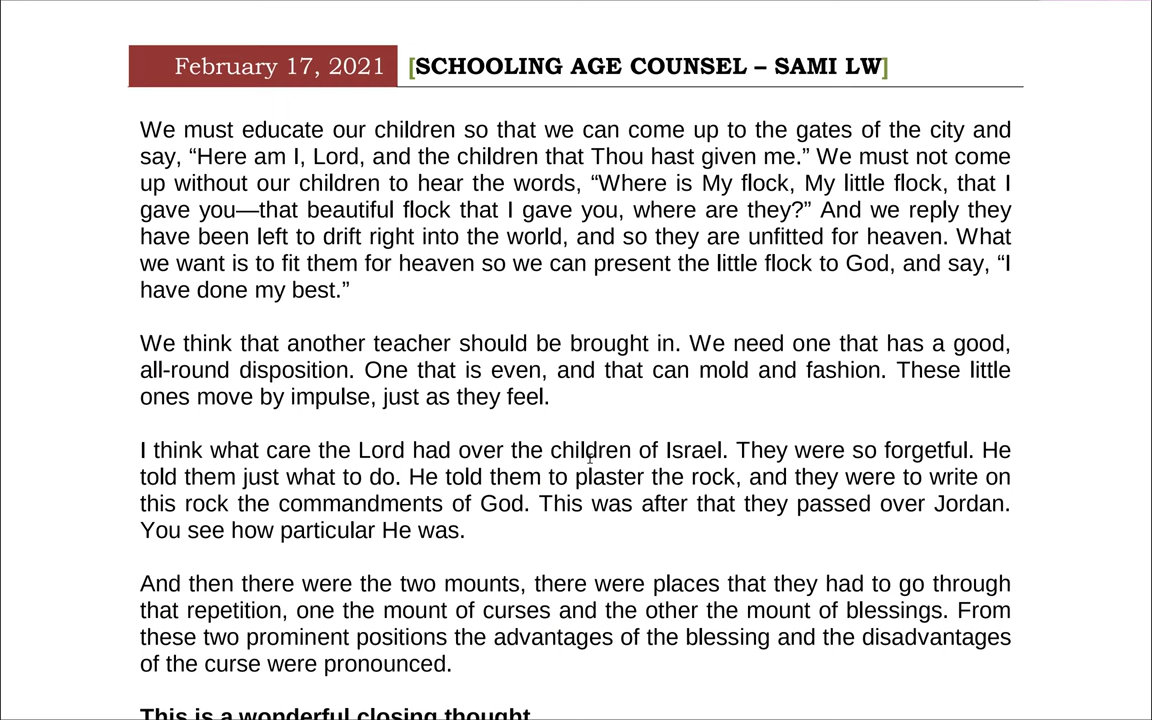 February 17, 2021 [SCHOOLING AGE COUNSEL – SAMI LW]
We must educate our children so that we can come up to the gates of the city and
say, “Here am I, Lord, and the children that Thou hast given me.” We must not come
up without our children to hear the words, “Where is My flock, My little flock, that I
gave you—that beautiful flock that I gave you, where are they?” And we reply they
have been left to drift right into the world, and so they are unfitted for heaven. What
we want is to fit them for heaven so we can present the little flock to God, and say, “I
have done my best.”
We think that another teacher should be brought in. We need one that has a good,
all-round disposition. One that is even, and that can mold and fashion. These little
ones move by impulse, just as they feel.
I think what care the Lord had over the children of Israel. They were so forgetful. He
told them just what to do. He told them to plaster the rock, and they were to write on
this rock the commandments of God. This was after that they passed over Jordan.
You see how particular He was.
And then there were the two mounts, there were places that they had to go through
that repetition, one the mount of curses and the other the mount of blessings. From
these two prominent positions the advantages of the blessing and the disadvantages
of the curse were pronounced.
This is a wonderful closing thought